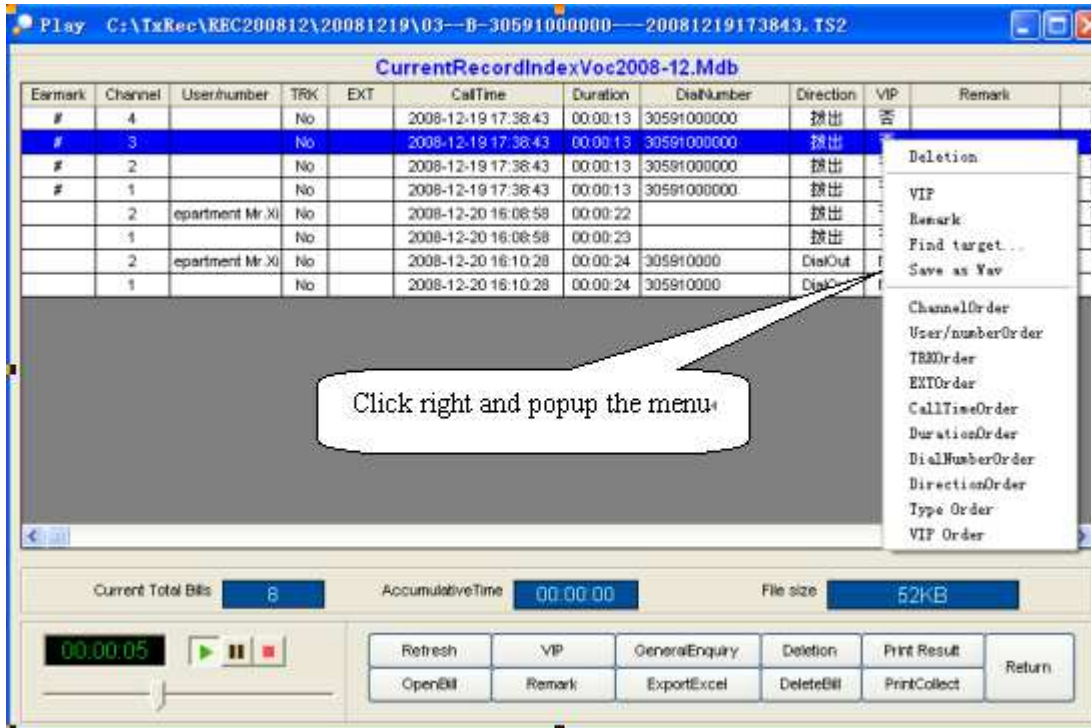 Play C:\TxRec\REC200812\20081219\03--B-30591000000---20081219173843.TS2
CurrentRecordIndexVoc2008-12.Mdb
Earmark Channel User/number TRK EXT CallTime Duration DialNumber Direction VIP Remark
# 4 No 2008-12-19 17:38:43 00:00:13 30591000000 拨出 否
# 3 No 2008-12-19 17:38:43 00:00:13 30591000000 拨出
# 2 No 2008-12-19 17:38:43 00:00:13 30591000000 拨出
# 1 No 2008-12-19 17:38:43 00:00:13 30591000000 拨出
2 epartment Mr.Xi No 2008-12-20 16:08:58 00:00:22 拨出
1 No 2008-12-20 16:08:58 00:00:23 拨出
2 epartment Mr.Xi No 2008-12-20 16:10:28 00:00:24 305910000 DialOut
1 No 2008-12-20 16:10:28 00:00:24 305910000
Deletion
VIP
Remark
Find target...
Save as Wav
ChannelOrder
User/numberOrder
TRKOrder
EXTOrder
CallTimeOrder
DurationOrder
DialNumberOrder
DirectionOrder
Type Order
VIP Order
Click right and popup the menu
Current Total Bills 8 AccumulativeTime 00:00:00 File size 52KB
00:00:05
Refresh VIP GeneralEnquiry Deletion Print Result Return
OpenBill Remark ExportExcel DeleteBill PrintCollect